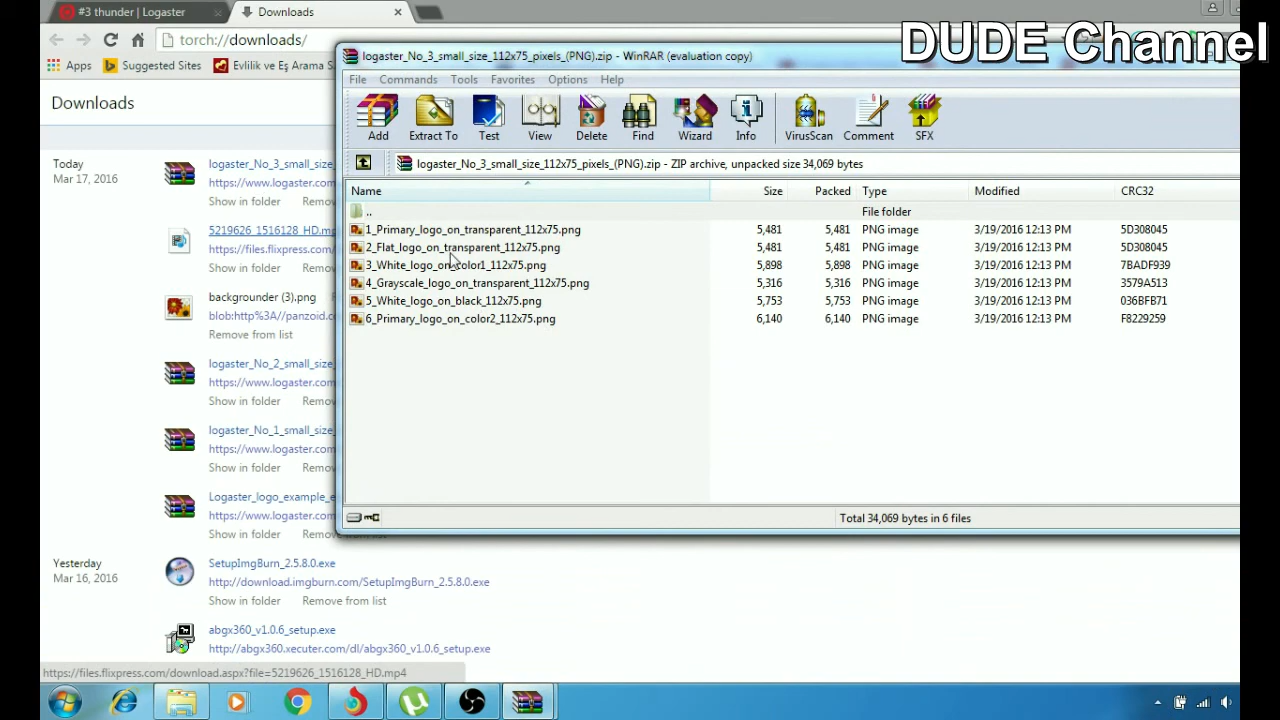 #3 thunder | Logaster
Downloads
torch://downloads/
Apps
Suggested Sites
Evlilik ve Eş Arama S
DUDE Channel
logaster_No_3_small_size_112x75_pixels_(PNG).zip - WinRAR (evaluation copy)
File Commands Tools Favorites Options Help
Add Extract To Test View Delete Find Wizard Info VirusScan Comment SFX
logaster_No_3_small_size_112x75_pixels_(PNG).zip - ZIP archive, unpacked size 34,069 bytes
Name Size Packed Type Modified CRC32
.. File folder
1_Primary_logo_on_transparent_112x75.png 5,481 5,481 PNG image 3/19/2016 12:13 PM 5D308045
2_Flat_logo_on_transparent_112x75.png 5,481 5,481 PNG image 3/19/2016 12:13 PM 5D308045
3_White_logo_on_color1_112x75.png 5,898 5,898 PNG image 3/19/2016 12:13 PM 7BADF939
4_Grayscale_logo_on_transparent_112x75.png 5,316 5,316 PNG image 3/19/2016 12:13 PM 3579A513
5_White_logo_on_black_112x75.png 5,753 5,753 PNG image 3/19/2016 12:13 PM 036BFB71
6_Primary_logo_on_color2_112x75.png 6,140 6,140 PNG image 3/19/2016 12:13 PM F8229259
Total 34,069 bytes in 6 files
Downloads
Today
Mar 17, 2016
logaster_No_3_small_size_
https://www.logaster.com
Show in folder Remov
5219626_1516128_HD.mp
https://files.flixpress.com/
Show in folder Remov
backgrounder (3).png
blob:http%3A//panzoid.co
Remove from list
logaster_No_2_small_size_
https://www.logaster.com
Show in folder Remov
logaster_No_1_small_size_
https://www.logaster.com
Show in folder Remov
Logaster_logo_example_e
https://www.logaster.com
Show in folder Remove from list
Yesterday
Mar 16, 2016
SetupImgBurn_2.5.8.0.exe
http://download.imgburn.com/SetupImgBurn_2.5.8.0.exe
Show in folder Remove from list
abgx360_v1.0.6_setup.exe
http://abgx360.xecuter.com/dl/abgx360_v1.0.6_setup.exe
https://files.flixpress.com/download.aspx?file=5219626_1516128_HD.mp4